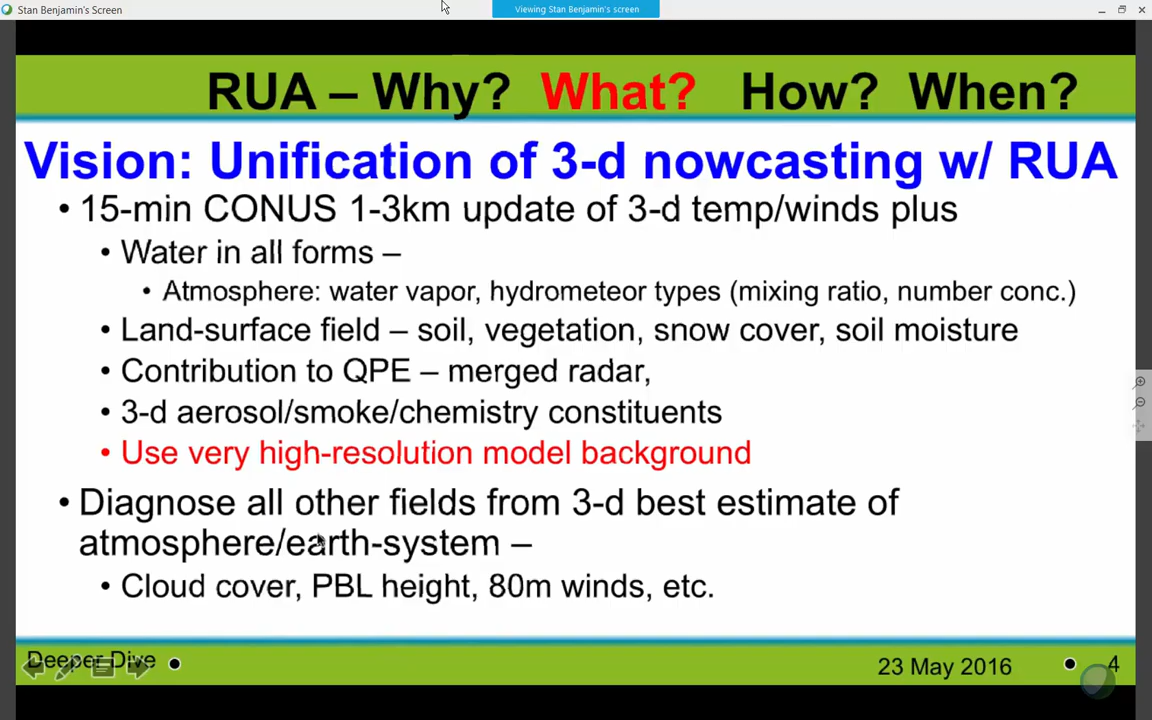 Stan Benjamin's Screen
Viewing Stan Benjamin's screen
RUA – Why? What? How? When?
Vision: Unification of 3-d nowcasting w/ RUA
• 15-min CONUS 1-3km update of 3-d temp/winds plus
• Water in all forms –
• Atmosphere: water vapor, hydrometeor types (mixing ratio, number conc.)
• Land-surface field – soil, vegetation, snow cover, soil moisture
• Contribution to QPE – merged radar,
• 3-d aerosol/smoke/chemistry constituents
• Use very high-resolution model background
• Diagnose all other fields from 3-d best estimate of
atmosphere/earth-system –
• Cloud cover, PBL height, 80m winds, etc.
Deeper Dive • 23 May 2016 • 4